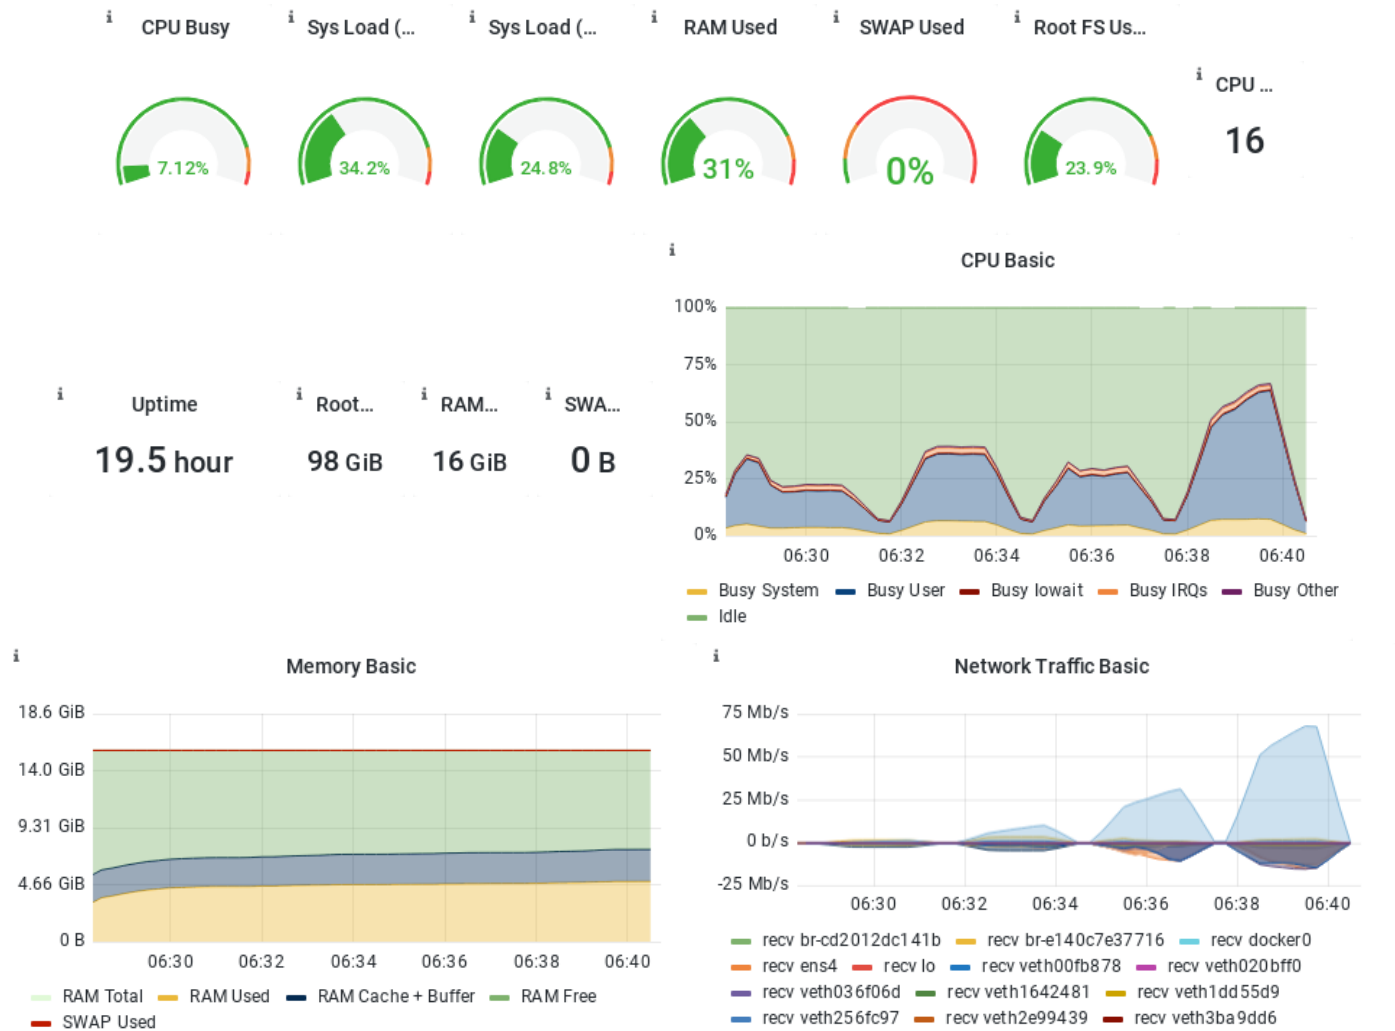 CPU Busy
Sys Load (...
Sys Load (...
RAM Used
SWAP Used
Root FS Us...
CPU ...
7.12%
34.2%
24.8%
31%
0%
23.9%
16
Uptime
Root...
RAM...
SWA...
19.5 hour
98 GiB
16 GiB
0 B
CPU Basic
100%
75%
50%
25%
0%
06:30 06:32 06:34 06:36 06:38 06:40
Busy System Busy User Busy Iowait Busy IRQs Busy Other
Idle
Memory Basic
18.6 GiB
14.0 GiB
9.31 GiB
4.66 GiB
0 B
06:30 06:32 06:34 06:36 06:38 06:40
RAM Total RAM Used RAM Cache + Buffer RAM Free
SWAP Used
Network Traffic Basic
75 Mb/s
50 Mb/s
25 Mb/s
0 b/s
-25 Mb/s
06:30 06:32 06:34 06:36 06:38 06:40
recv br-cd2012dc141b recv br-e140c7e37716 recv docker0
recv ens4 recv lo recv veth00fb878 recv veth020bff0
recv veth036f06d recv veth1642481 recv veth1dd55d9
recv veth256fc97 recv veth2e99439 recv veth3ba9dd6